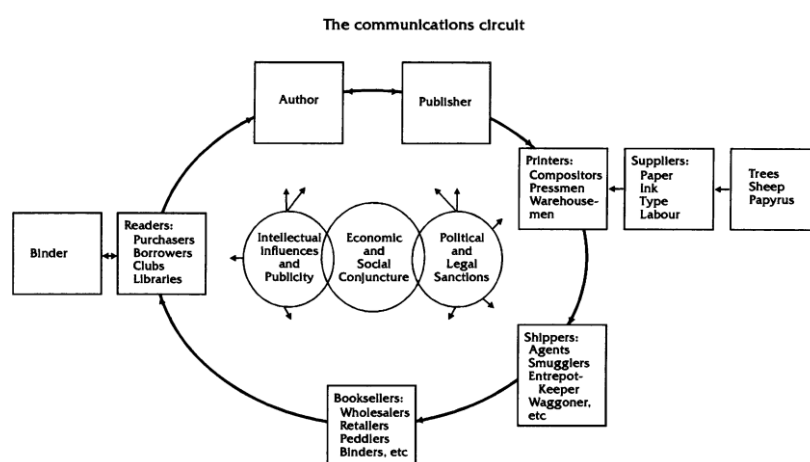 The communications circuit
Author
Publisher
Printers:
Compositors
Pressmen
Warehouse-
men
Suppliers:
Paper
Ink
Type
Labour
Trees
Sheep
Papyrus
Binder
Readers:
Purchasers
Borrowers
Clubs
Libraries
Intellectual
Influences
and
Publicity
Economic
and
Social
Conjuncture
Political
and
Legal
Sanctions
Shippers:
Agents
Smugglers
Entrepot-
Keeper
Waggoner,
etc
Booksellers:
Wholesalers
Retailers
Peddlers
Binders, etc